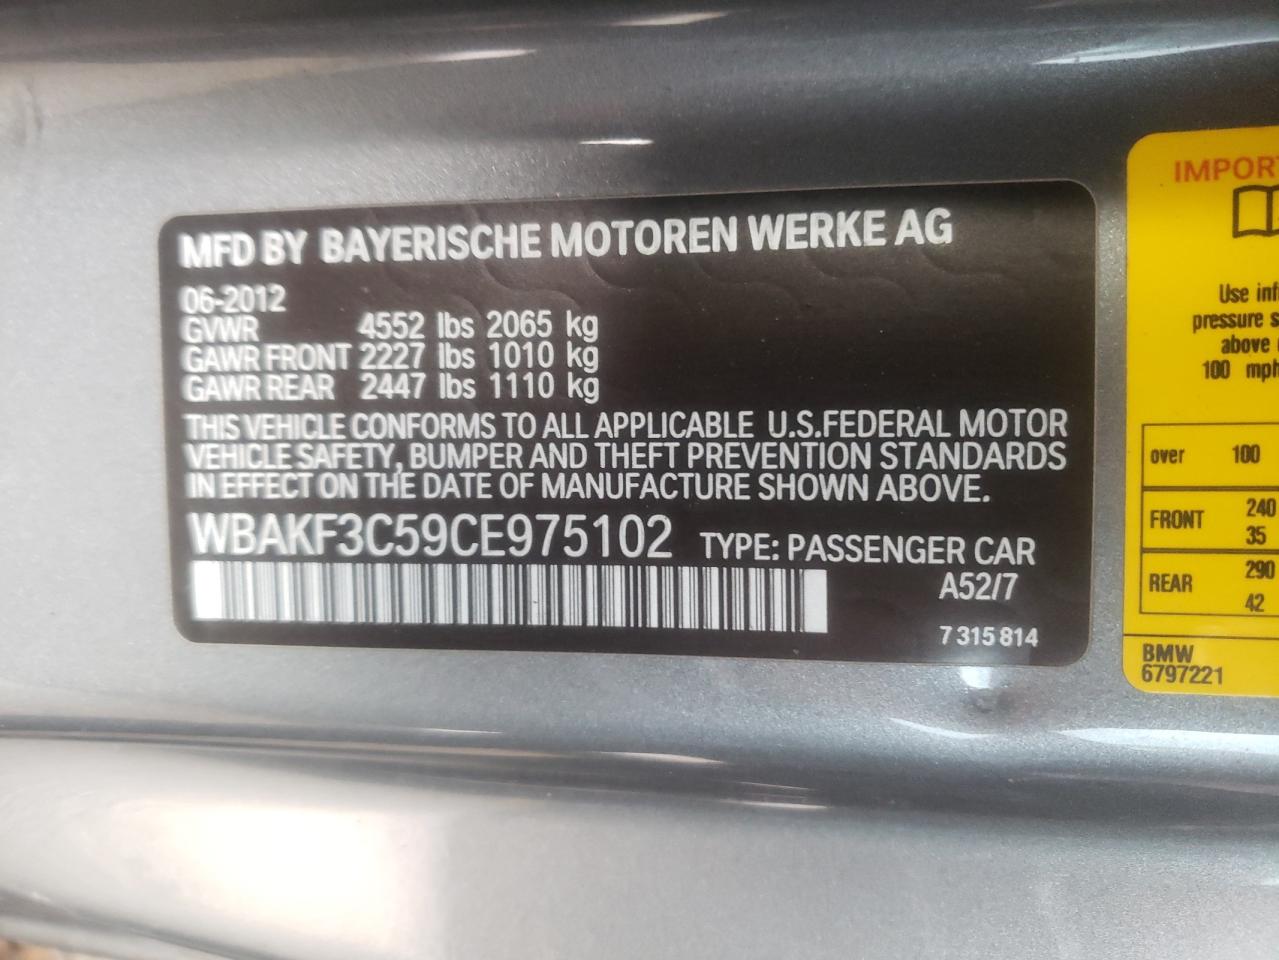 MFD BY BAYERISCHE MOTOREN WERKE AG
06-2012
GVWR 4552 lbs 2065 kg
GAWR FRONT 2227 lbs 1010 kg
GAWR REAR 2447 lbs 1110 kg
THIS VEHICLE CONFORMS TO ALL APPLICABLE U.S.FEDERAL MOTOR
VEHICLE SAFETY, BUMPER AND THEFT PREVENTION STANDARDS
IN EFFECT ON THE DATE OF MANUFACTURE SHOWN ABOVE.
WBAKF3C59CE975102 TYPE: PASSENGER CAR
A52/7
7 315 814
IMPOR
Use inf
pressure s
above
100 mph
over 100
FRONT 240
35
REAR 290
42
BMW
6797221